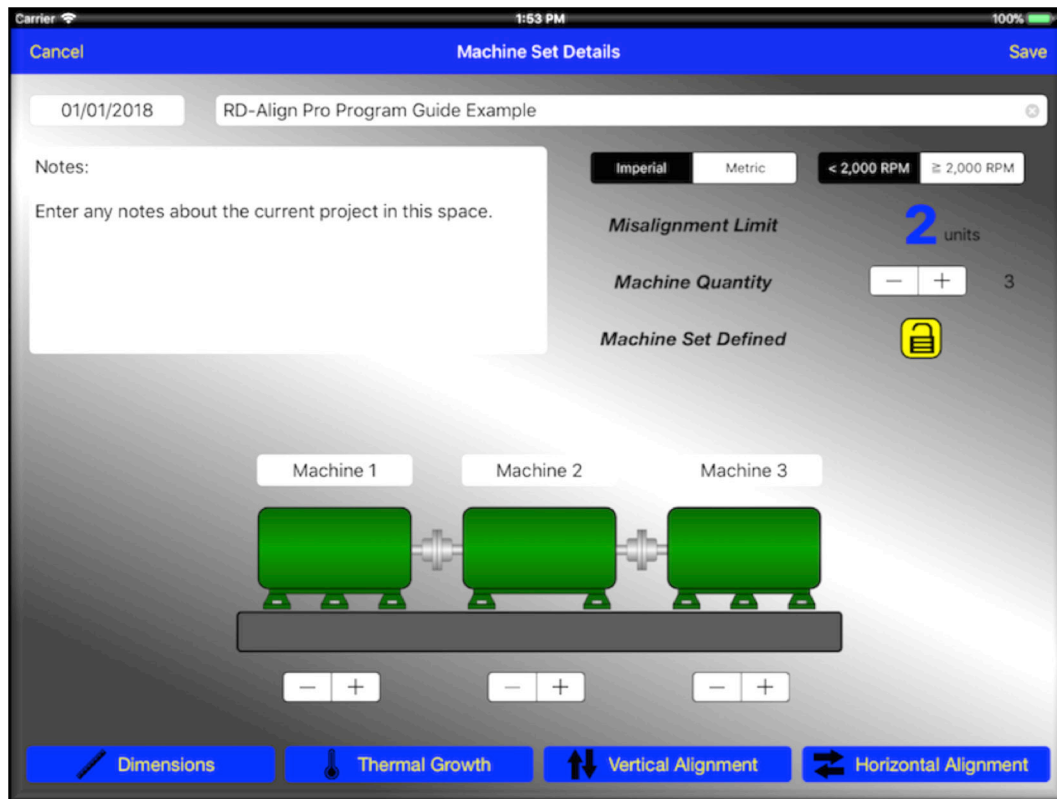 Carrier 1:53 PM 100%
Cancel Machine Set Details Save
01/01/2018 RD-Align Pro Program Guide Example
Notes:
Enter any notes about the current project in this space.
Imperial Metric < 2,000 RPM ≥ 2,000 RPM
Misalignment Limit 2 units
Machine Quantity − + 3
Machine Set Defined
Machine 1 Machine 2 Machine 3
− + − + − +
Dimensions Thermal Growth Vertical Alignment Horizontal Alignment